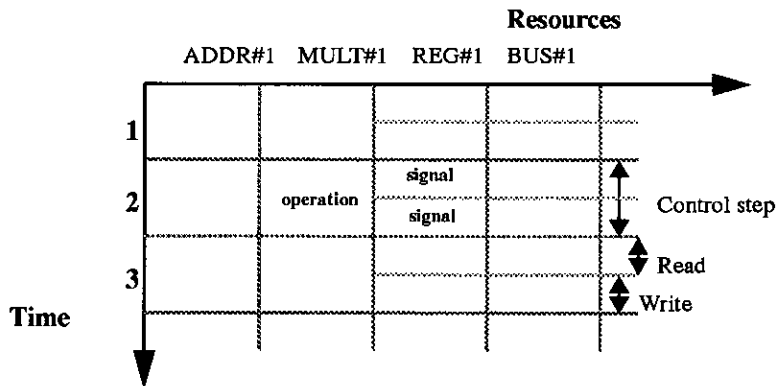 Resources
ADDR#1 MULT#1 REG#1 BUS#1
1
signal
2 operation Control step
signal
3 Read
Write
Time